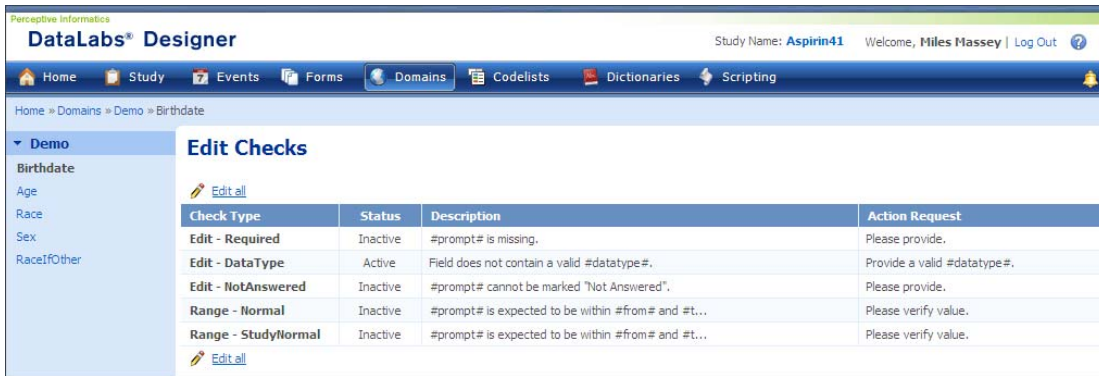 Perceptive Informatics
DataLabs® Designer
Study Name: Aspirin41 Welcome, Miles Massey | Log Out
Home Study Events Forms Domains Codelists Dictionaries Scripting
Home » Domains » Demo » Birthdate
Demo
Birthdate
Age
Race
Sex
RaceIfOther
Edit Checks
Edit all
Check Type Status Description Action Request
Edit - Required Inactive #prompt# is missing. Please provide.
Edit - DataType Active Field does not contain a valid #datatype#. Provide a valid #datatype#.
Edit - NotAnswered Inactive #prompt# cannot be marked "Not Answered". Please provide.
Range - Normal Inactive #prompt# is expected to be within #from# and #t... Please verify value.
Range - StudyNormal Inactive #prompt# is expected to be within #from# and #t... Please verify value.
Edit all